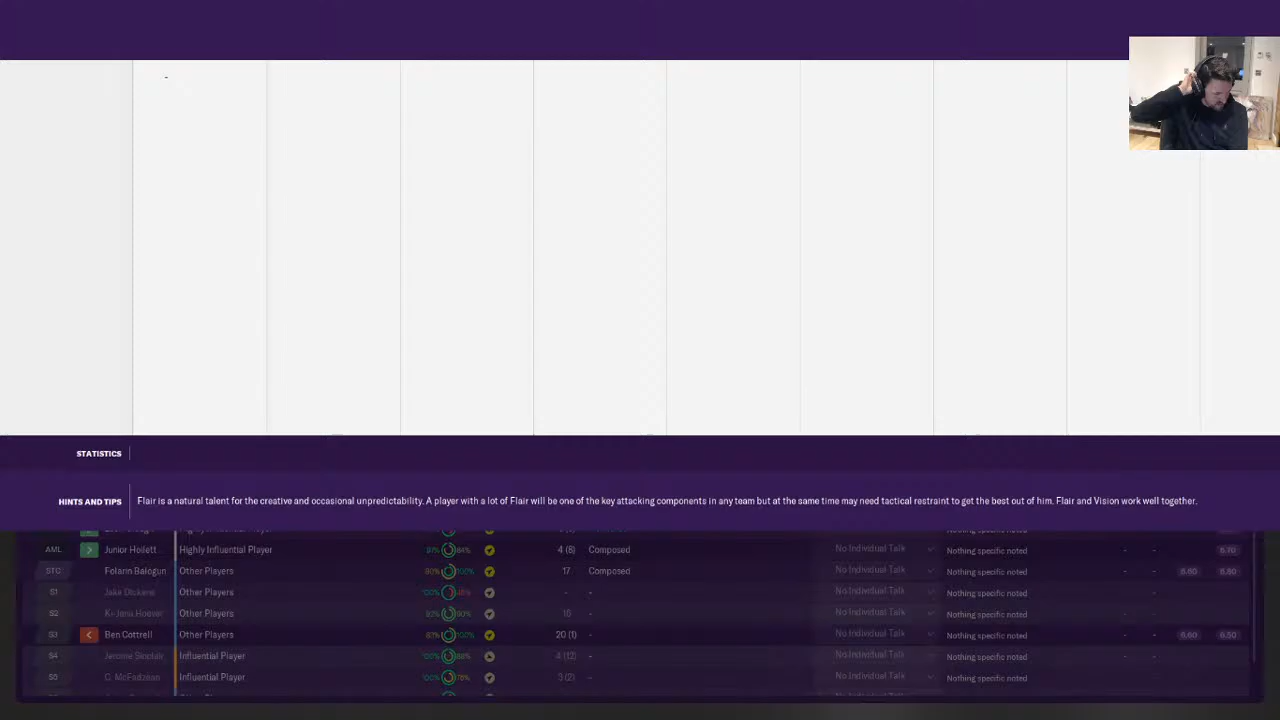 STATISTICS
HINTS AND TIPS Flair is a natural talent for the creative and occasional unpredictability. A player with a lot of Flair will be one of the key attacking components in any team but at the same time may need tactical restraint to get the best out of him. Flair and Vision work well together.
AML Junior Hoilett Highly Influential Player 4 (8) Composed No Individual Talk Nothing specific noted - - 6.70
STC Folarin Balogun Other Players 17 Composed No Individual Talk Nothing specific noted - - 6.60 6.80
S1 Jake Dickens Other Players - - No Individual Talk Nothing specific noted - -
S2 Ki-Jana Hoever Other Players 16 No Individual Talk Nothing specific noted - -
S3 Ben Cottrell Other Players 20 (1) - No Individual Talk Nothing specific noted - - 6.60 6.50
S4 Jerome Sinclair Influential Player 4 (12) - No Individual Talk Nothing specific noted - -
S5 C. McFadzean Influential Player 3 (2) - No Individual Talk Nothing specific noted - -